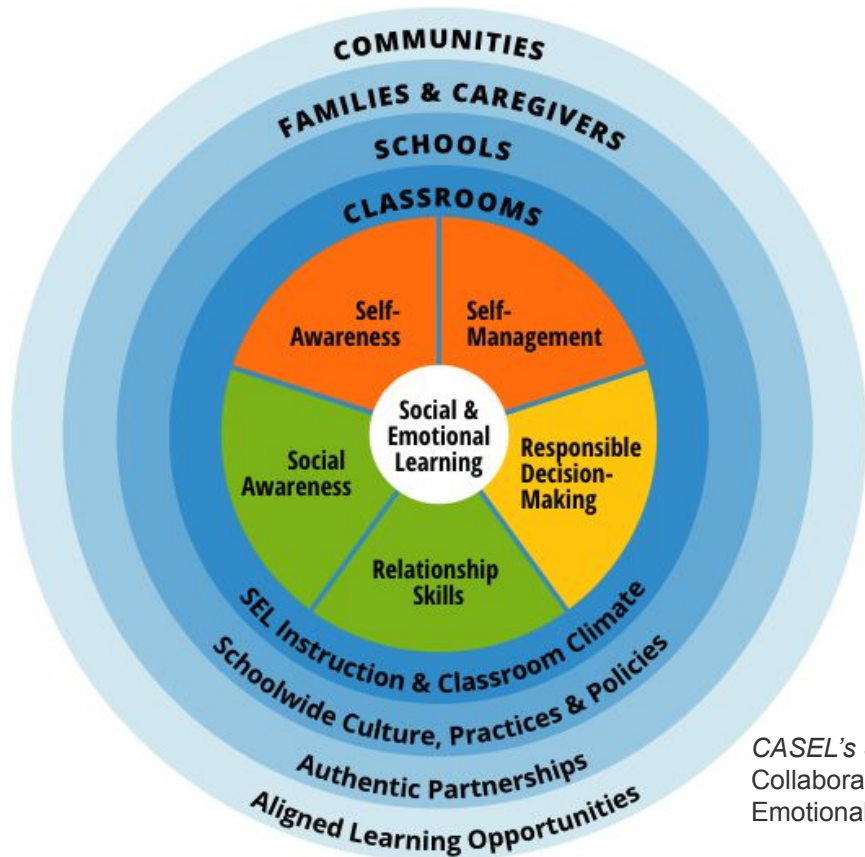 COMMUNITIES
FAMILIES & CAREGIVERS
SCHOOLS
CLASSROOMS
Self-
Awareness
Self-
Management
Social &
Emotional
Learning
Social
Awareness
Responsible
Decision-
Making
Relationship
Skills
SEL Instruction & Classroom Climate
Schoolwide Culture, Practices & Policies
Authentic Partnerships
Aligned Learning Opportunities
CASEL's
Emotional